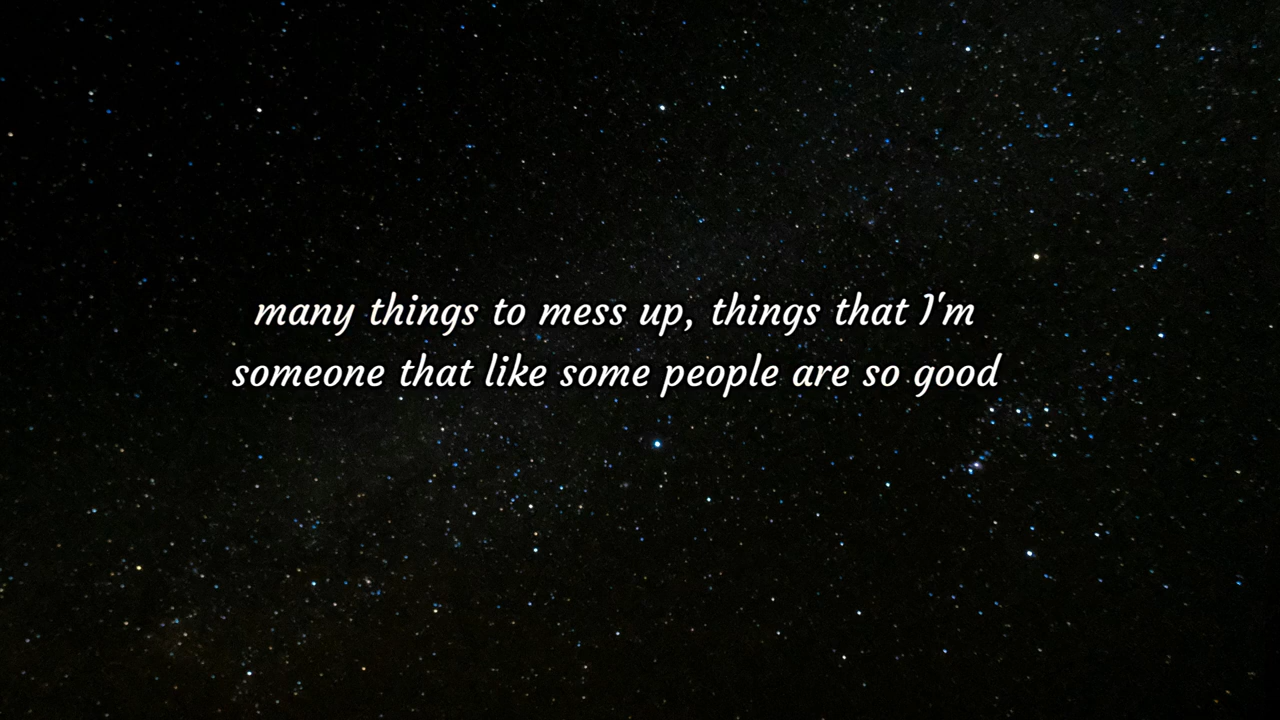 many things to mess up, things that I'm
someone that like some people are so good